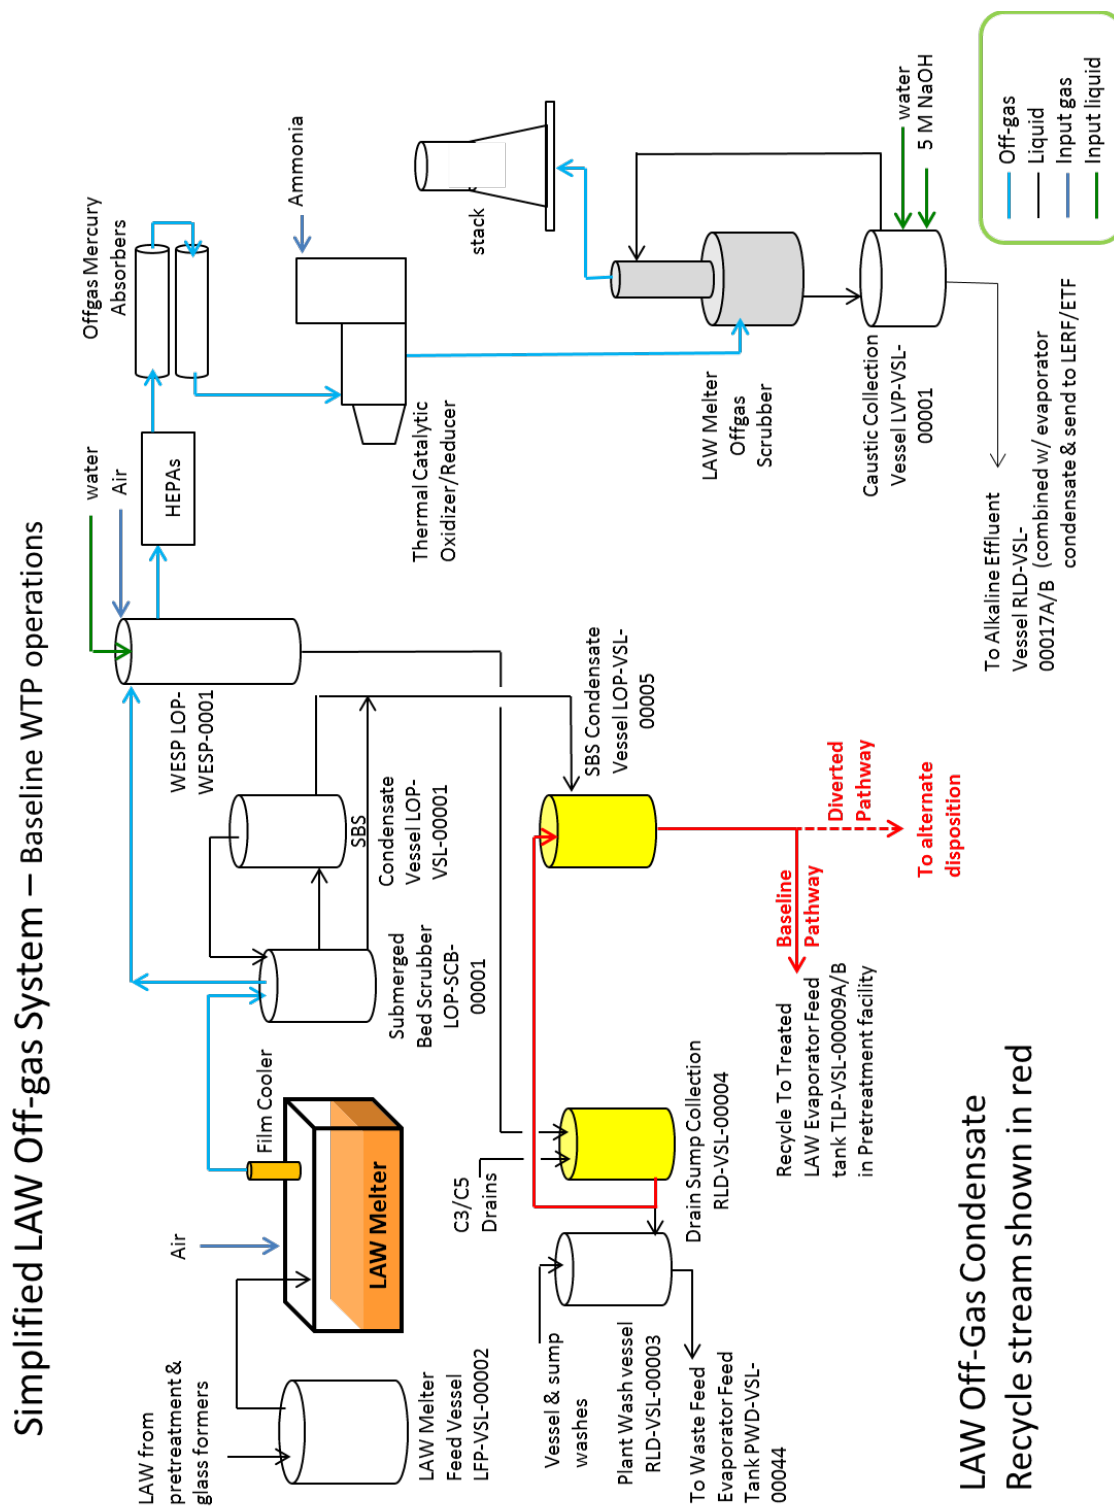 Simplified LAW Off-gas System – Baseline WTP operations
LAW from
pretreatment &
glass formers
LAW Melter
Feed Vessel
LFP-VSL-00002
Air
Film Cooler
LAW Melter
Submerged
Bed Scrubber
LOP-SCB-
00001
SBS
Condensate
Vessel LOP-
VSL-00001
WESP LOP-
WESP-0001
water
Air
HEPAs
Offgas Mercury
Absorbers
Ammonia
Thermal Catalytic
Oxidizer/Reducer
stack
LAW Melter
Offgas
Scrubber
Caustic Collection
Vessel LVP-VSL-
00001
water
5 M NaOH
To Alkaline Effluent
Vessel RLD-VSL-
00017A/B (combined w/ evaporator
condensate & send to LERF/ETF
Vessel & sump
washes
Plant Wash vessel
RLD-VSL-00003
To Waste Feed
Evaporator Feed
Tank PWD-VSL-
00044
C3/C5
Drains
Drain Sump Collection
RLD-VSL-00004
SBS Condensate
Vessel LOP-VSL-
00005
Baseline
Pathway
Diverted
Pathway
Recycle To Treated
LAW Evaporator Feed
tank TLP-VSL-00009A/B
in Pretreatment facility
To alternate
disposition
Off-gas
Liquid
Input gas
Input liquid
LAW Off-Gas Condensate
Recycle stream shown in red